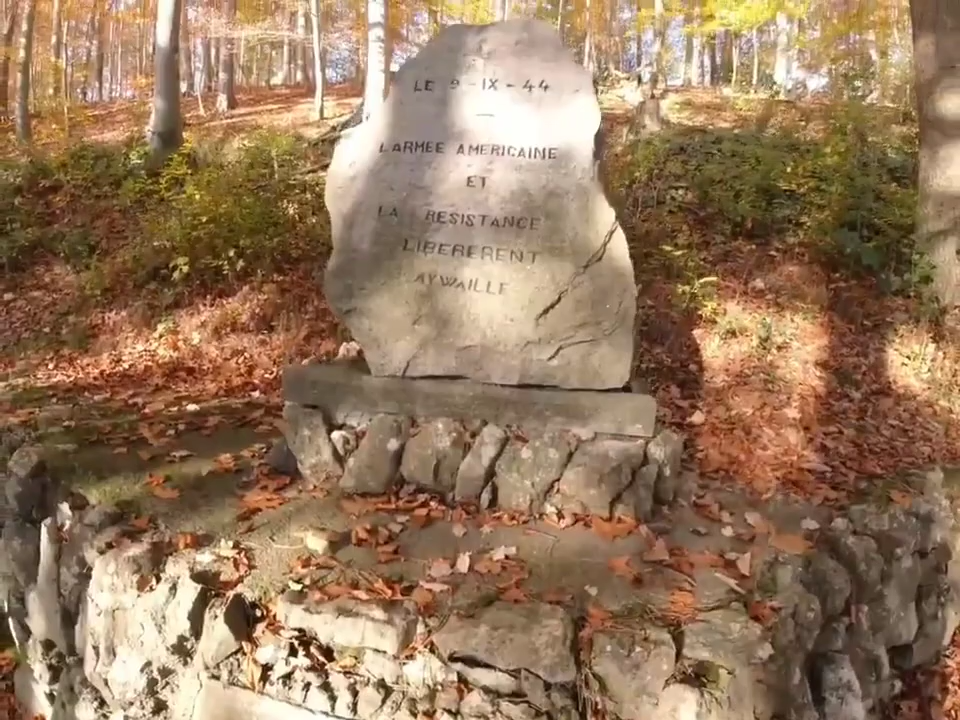 LE 9-IX-44
L'ARMEE AMERICAINE
ET
LA RESISTANCE
LIBERERENT
AYWAILLE